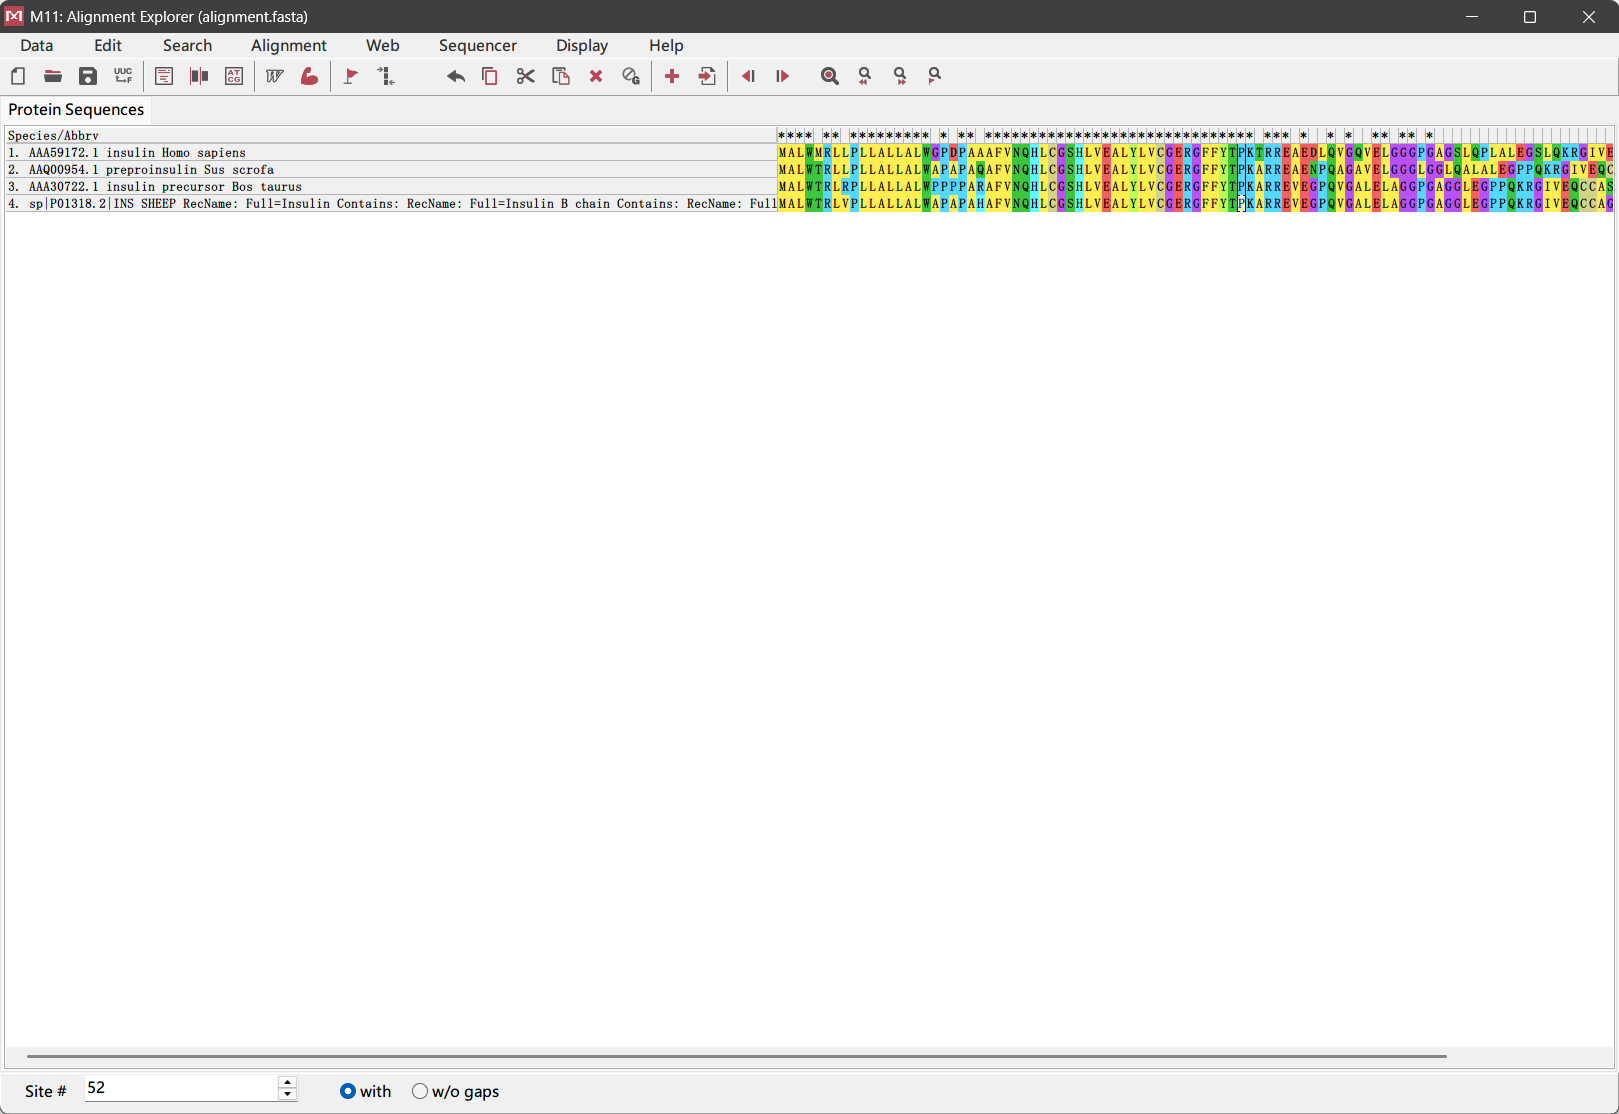 M11: Alignment Explorer (alignment.fasta)
Data Edit Search Alignment Web Sequencer Display Help
Protein Sequences
Species/Abbrv **** ** ********* * ** ****************************** *** *  * *  ** ** *
1. AAA59172.1 insulin Homo sapiens MALWMRLLPLLALLALWGPDPAAAFVNQHLCGSHLVEALYLVCGERGFFYTPKTRREAEDLQVGQVELGGGPGAGSLQPLALEGSLQKRGIVE
2. AAQ00954.1 preproinsulin Sus scrofa MALWTRLLPLLALLALWAPAPAQAFVNQHLCGSHLVEALYLVCGERGFFYTPKARREAENPQAGAVELGGGLGGLQALALEGPPQKRGIVEQC
3. AAA30722.1 insulin precursor Bos taurus MALWTRLRPLLALLALWPPPPARAFVNQHLCGSHLVEALYLVCGERGFFYTPKARREVEGPQVGALELAGGPGAGGLEGPPQKRGIVEQCCAS
4. sp|P01318.2|INS SHEEP RecName: Full=Insulin Contains: RecName: Full=Insulin B chain Contains: RecName: Full MALWTRLVPLLALLALWAPAPAHAFVNQHLCGSHLVEALYLVCGERGFFYTPKARREVEGPQVGALELAGGPGAGGLEGPPQKRGIVEQCCAG
Site # 52 with w/o gaps